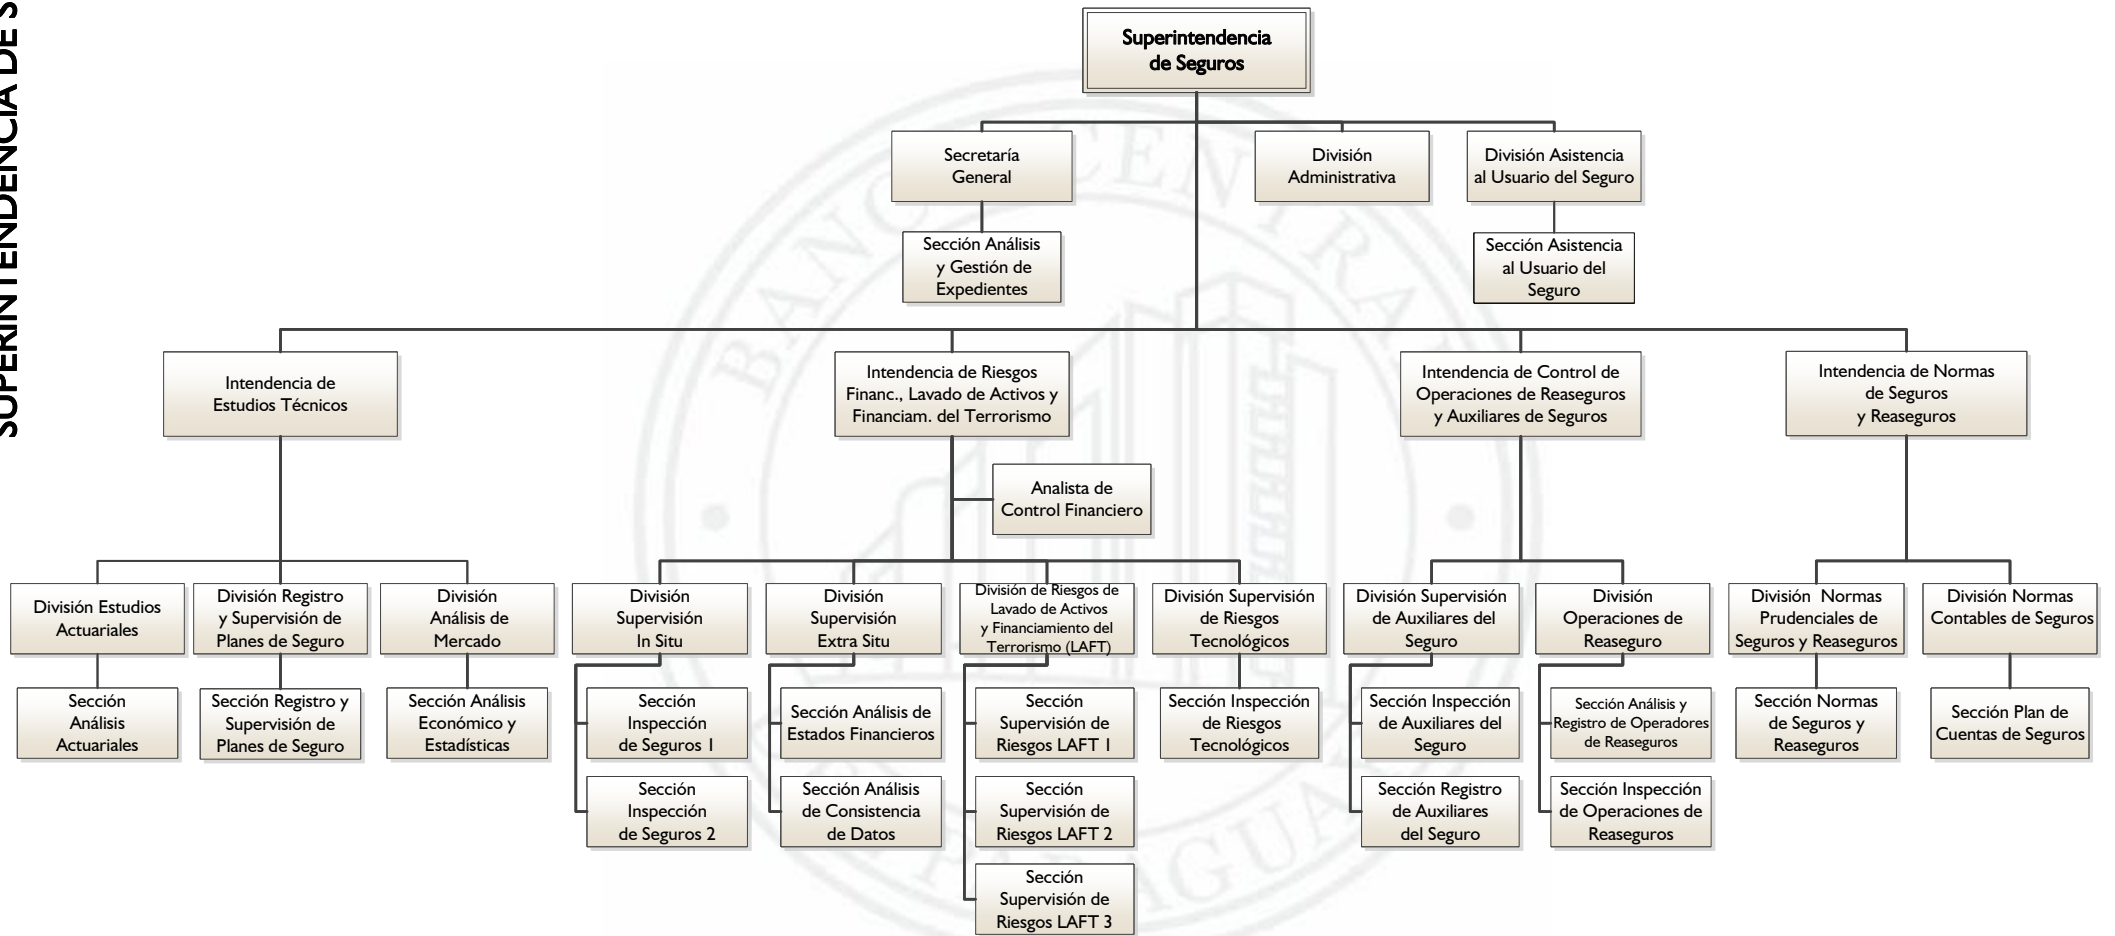 SUPERINTENDENCIA DE S
Superintendencia
de Seguros
Secretaría
General
División
Administrativa
División Asistencia
al Usuario del Seguro
Sección Análisis
y Gestión de
Expedientes
Sección Asistencia
al Usuario del
Seguro
Intendencia de
Estudios Técnicos
Intendencia de Riesgos
Financ., Lavado de Activos y
Financiam. del Terrorismo
Intendencia de Control de
Operaciones de Reaseguros
y Auxiliares de Seguros
Intendencia de Normas
de Seguros
y Reaseguros
Analista de
Control Financiero
División Estudios
Actuariales
División Registro
y Supervisión de
Planes de Seguro
División
Análisis de
Mercado
División
Supervisión
In Situ
División
Supervisión
Extra Situ
División de Riesgos de
Lavado de Activos
y Financiamiento del
Terrorismo (LAFT)
División Supervisión
de Riesgos
Tecnológicos
División Supervisión
de Auxiliares del
Seguro
División
Operaciones de
Reaseguro
División Normas
Prudenciales de
Seguros y Reaseguros
División Normas
Contables de Seguros
Sección
Análisis
Actuariales
Sección Registro y
Supervisión de
Planes de Seguro
Sección Análisis
Económico y
Estadísticas
Sección
Inspección
de Seguros 1
Sección Análisis de
Estados Financieros
Sección
Supervisión de
Riesgos LAFT 1
Sección Inspección
de Riesgos
Tecnológicos
Sección Inspección
de Auxiliares del
Seguro
Sección Análisis y
Registro de Operadores
de Reaseguros
Sección Normas
de Seguros y
Reaseguros
Sección Plan de
Cuentas de Seguros
Sección
Inspección
de Seguros 2
Sección Análisis
de Consistencia
de Datos
Sección
Supervisión de
Riesgos LAFT 2
Sección Registro
de Auxiliares
del Seguro
Sección Inspección
de Operaciones de
Reaseguros
Sección
Supervisión de
Riesgos LAFT 3
BANCO CENTRAL